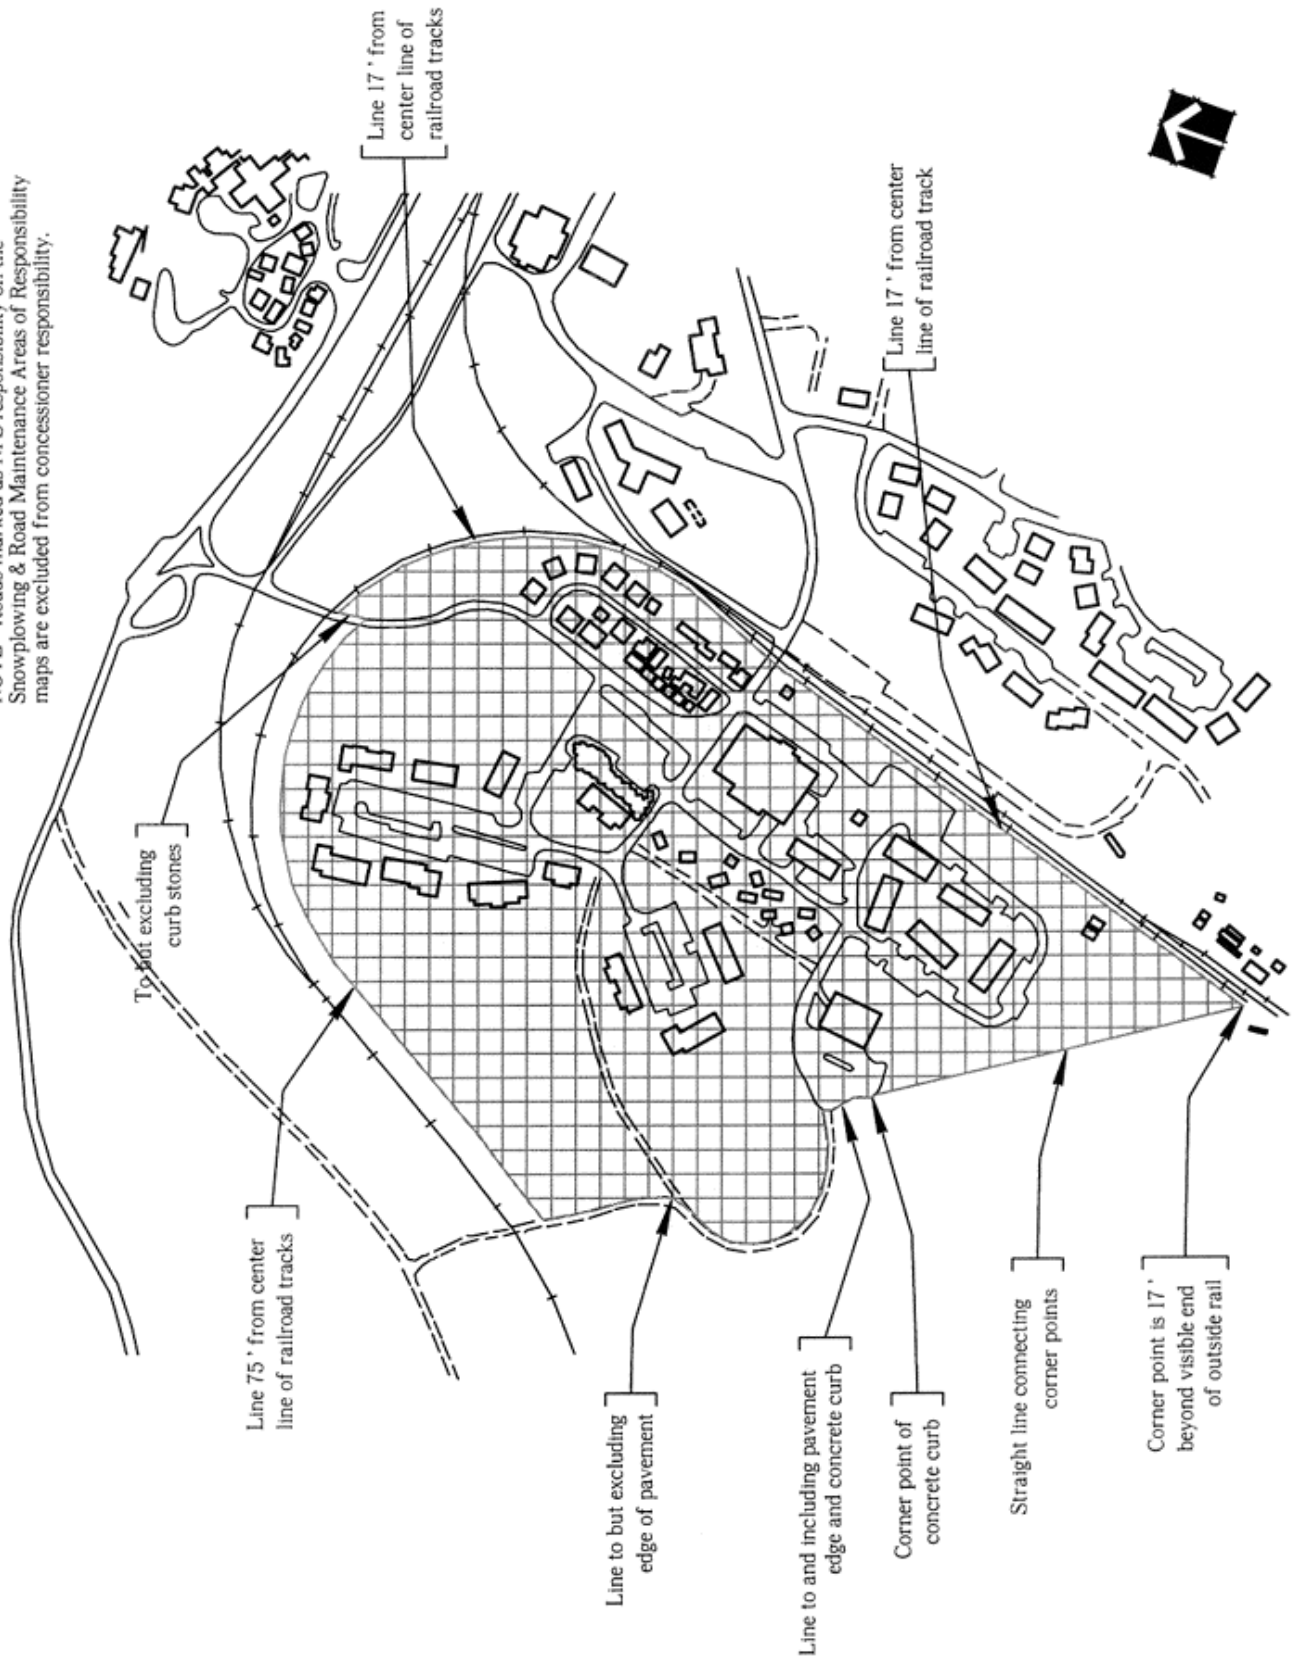 Snowplowing & Road Maintenance Areas of Responsibility
maps are excluded from concessioner responsibility.
Line 17 ' from
center line of
railroad tracks
Line 17 ' from center
line of railroad track
To but excluding
curb stones
Line 75 ' from center
line of railroad tracks
Line to but excluding
edge of pavement
Line to and including pavement
edge and concrete curb
Corner point of
concrete curb
Straight line connecting
corner points
Corner point is 17 '
beyond visible end
of outside rail